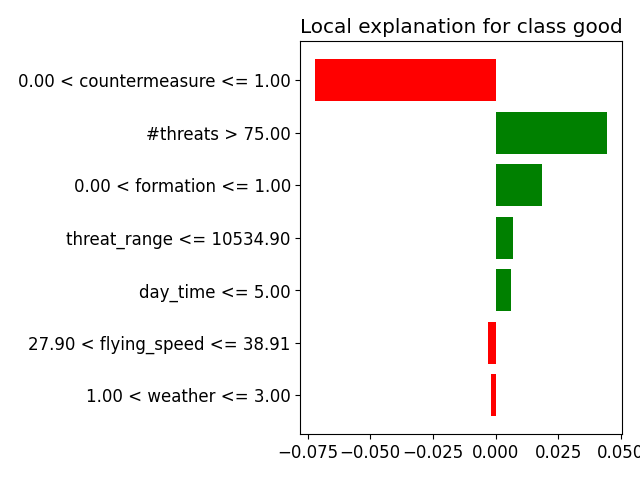 Local explanation for class good
0.00 < countermeasure <= 1.00
#threats > 75.00
0.00 < formation <= 1.00
threat_range <= 10534.90
day_time <= 5.00
27.90 < flying_speed <= 38.91
1.00 < weather <= 3.00
−0.075 −0.050 −0.025 0.000 0.025 0.050